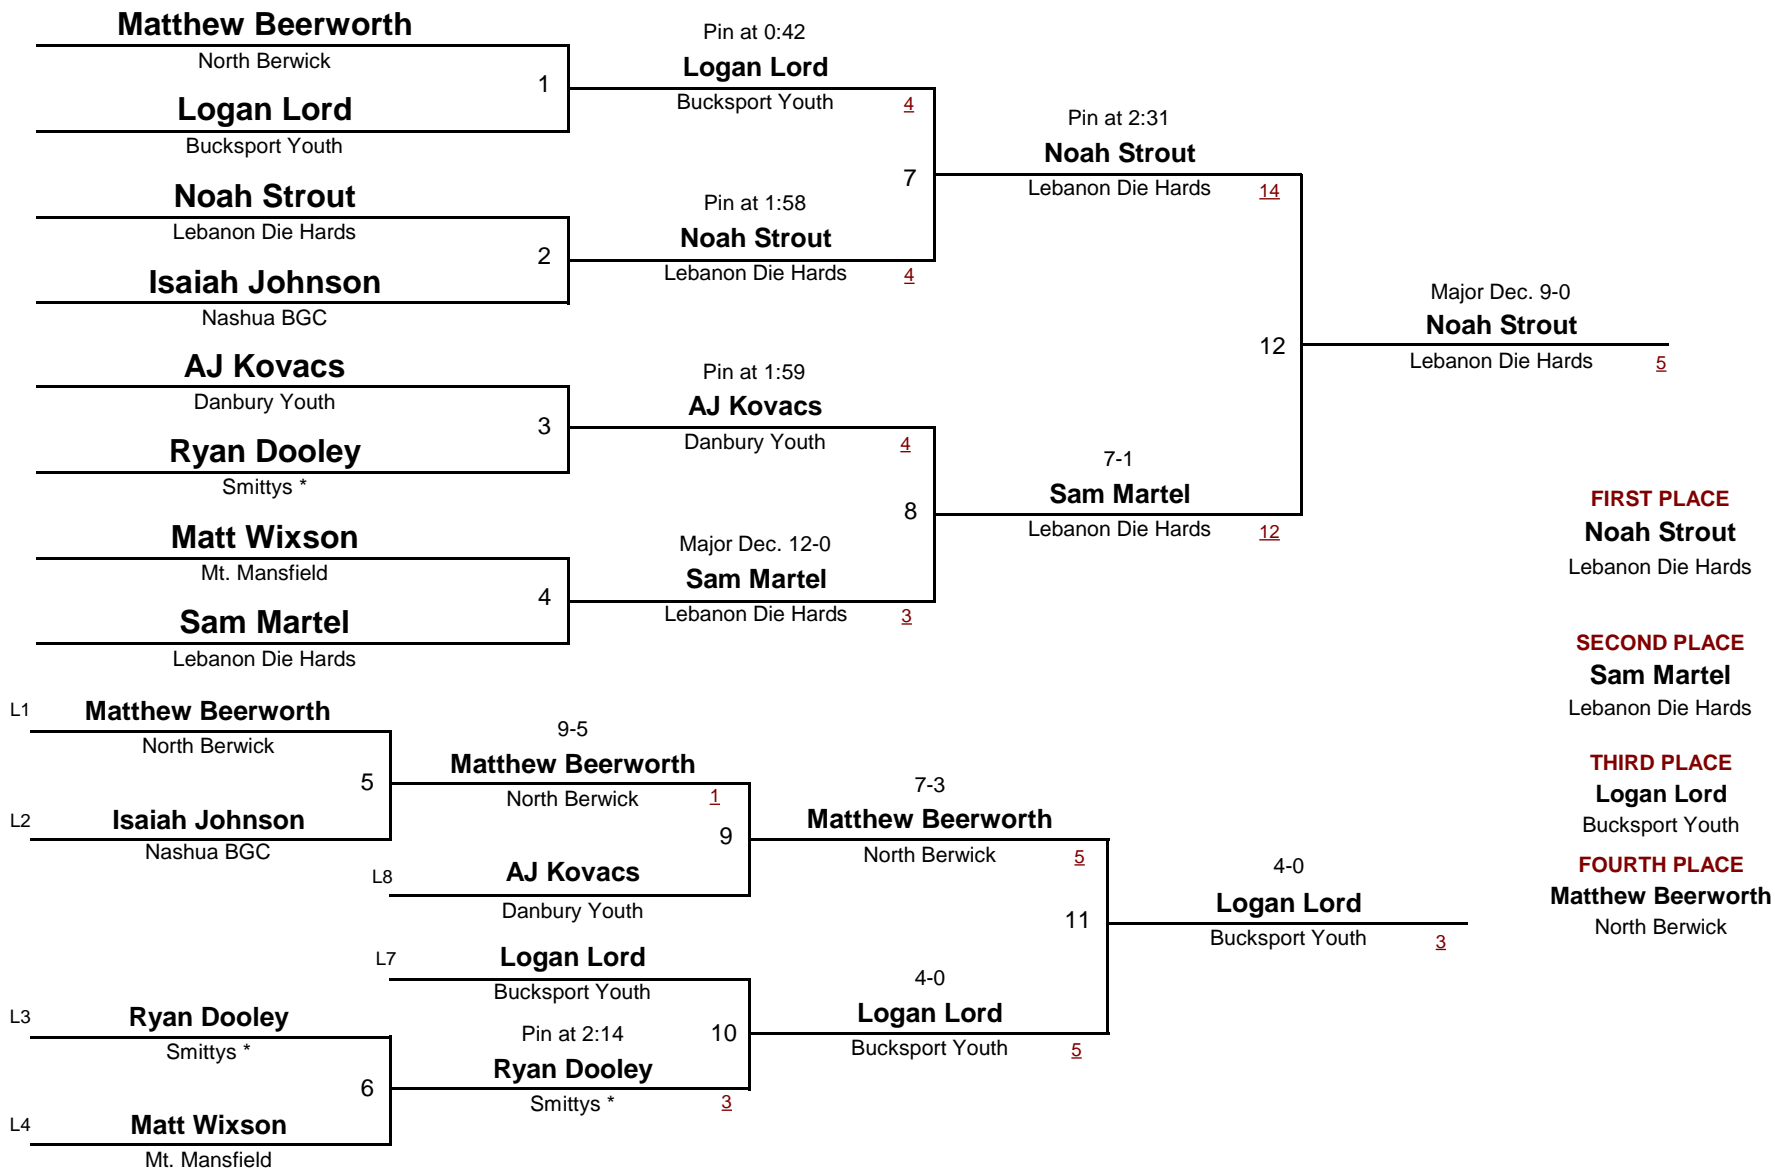 Matthew Beerworth
North Berwick
1
Logan Lord
Bucksport Youth
Pin at 0:42
Logan Lord
Bucksport Youth
4
Noah Strout
Lebanon Die Hards
2
Isaiah Johnson
Nashua BGC
Pin at 1:58
Noah Strout
Lebanon Die Hards
4
7
Pin at 2:31
Noah Strout
Lebanon Die Hards
14
AJ Kovacs
Danbury Youth
3
Ryan Dooley
Smittys *
Pin at 1:59
AJ Kovacs
Danbury Youth
4
Matt Wixson
Mt. Mansfield
4
Sam Martel
Lebanon Die Hards
Major Dec. 12-0
Sam Martel
Lebanon Die Hards
3
8
7-1
Sam Martel
Lebanon Die Hards
12
12
Major Dec. 9-0
Noah Strout
Lebanon Die Hards
5
FIRST PLACE
Noah Strout
Lebanon Die Hards
SECOND PLACE
Sam Martel
Lebanon Die Hards
THIRD PLACE
Logan Lord
Bucksport Youth
FOURTH PLACE
Matthew Beerworth
North Berwick
L1
Matthew Beerworth
North Berwick
5
L2
Isaiah Johnson
Nashua BGC
9-5
Matthew Beerworth
North Berwick
1
9
L8
AJ Kovacs
Danbury Youth
7-3
Matthew Beerworth
North Berwick
5
L7
Logan Lord
Bucksport Youth
L3
Ryan Dooley
Smittys *
6
L4
Matt Wixson
Mt. Mansfield
Pin at 2:14
Ryan Dooley
Smittys *
3
10
4-0
Logan Lord
Bucksport Youth
5
11
4-0
Logan Lord
Bucksport Youth
3